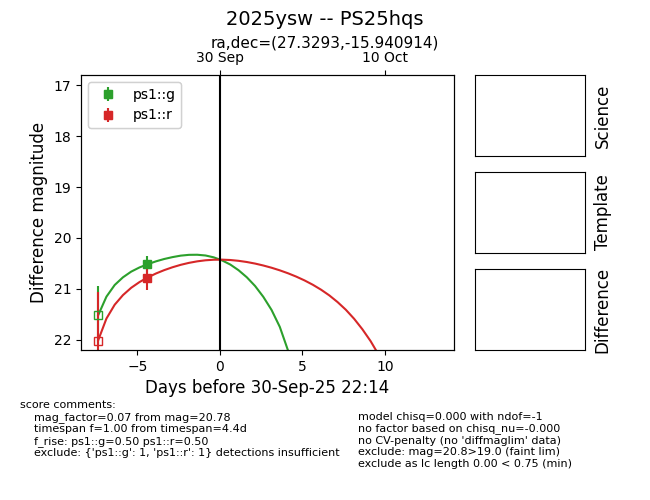 2025ysw -- PS25hqs
ra,dec=(27.3293,-15.940914)
30 Sep
10 Oct
ps1::g
ps1::r
17
18
19
20
21
22
Difference magnitude
−5
0
5
10
Days before 30-Sep-25 22:14
Science
Template
Difference
score comments:
mag_factor=0.07 from mag=20.78
timespan f=1.00 from timespan=4.4d
f_rise: ps1::g=0.50 ps1::r=0.50
exclude: {'ps1::g': 1, 'ps1::r': 1} detections insufficient
model chisq=0.000 with ndof=-1
no factor based on chisq_nu=-0.000
no CV-penalty (no 'diffmaglim' data)
exclude: mag=20.8>19.0 (faint lim)
exclude as lc length 0.00 < 0.75 (min)